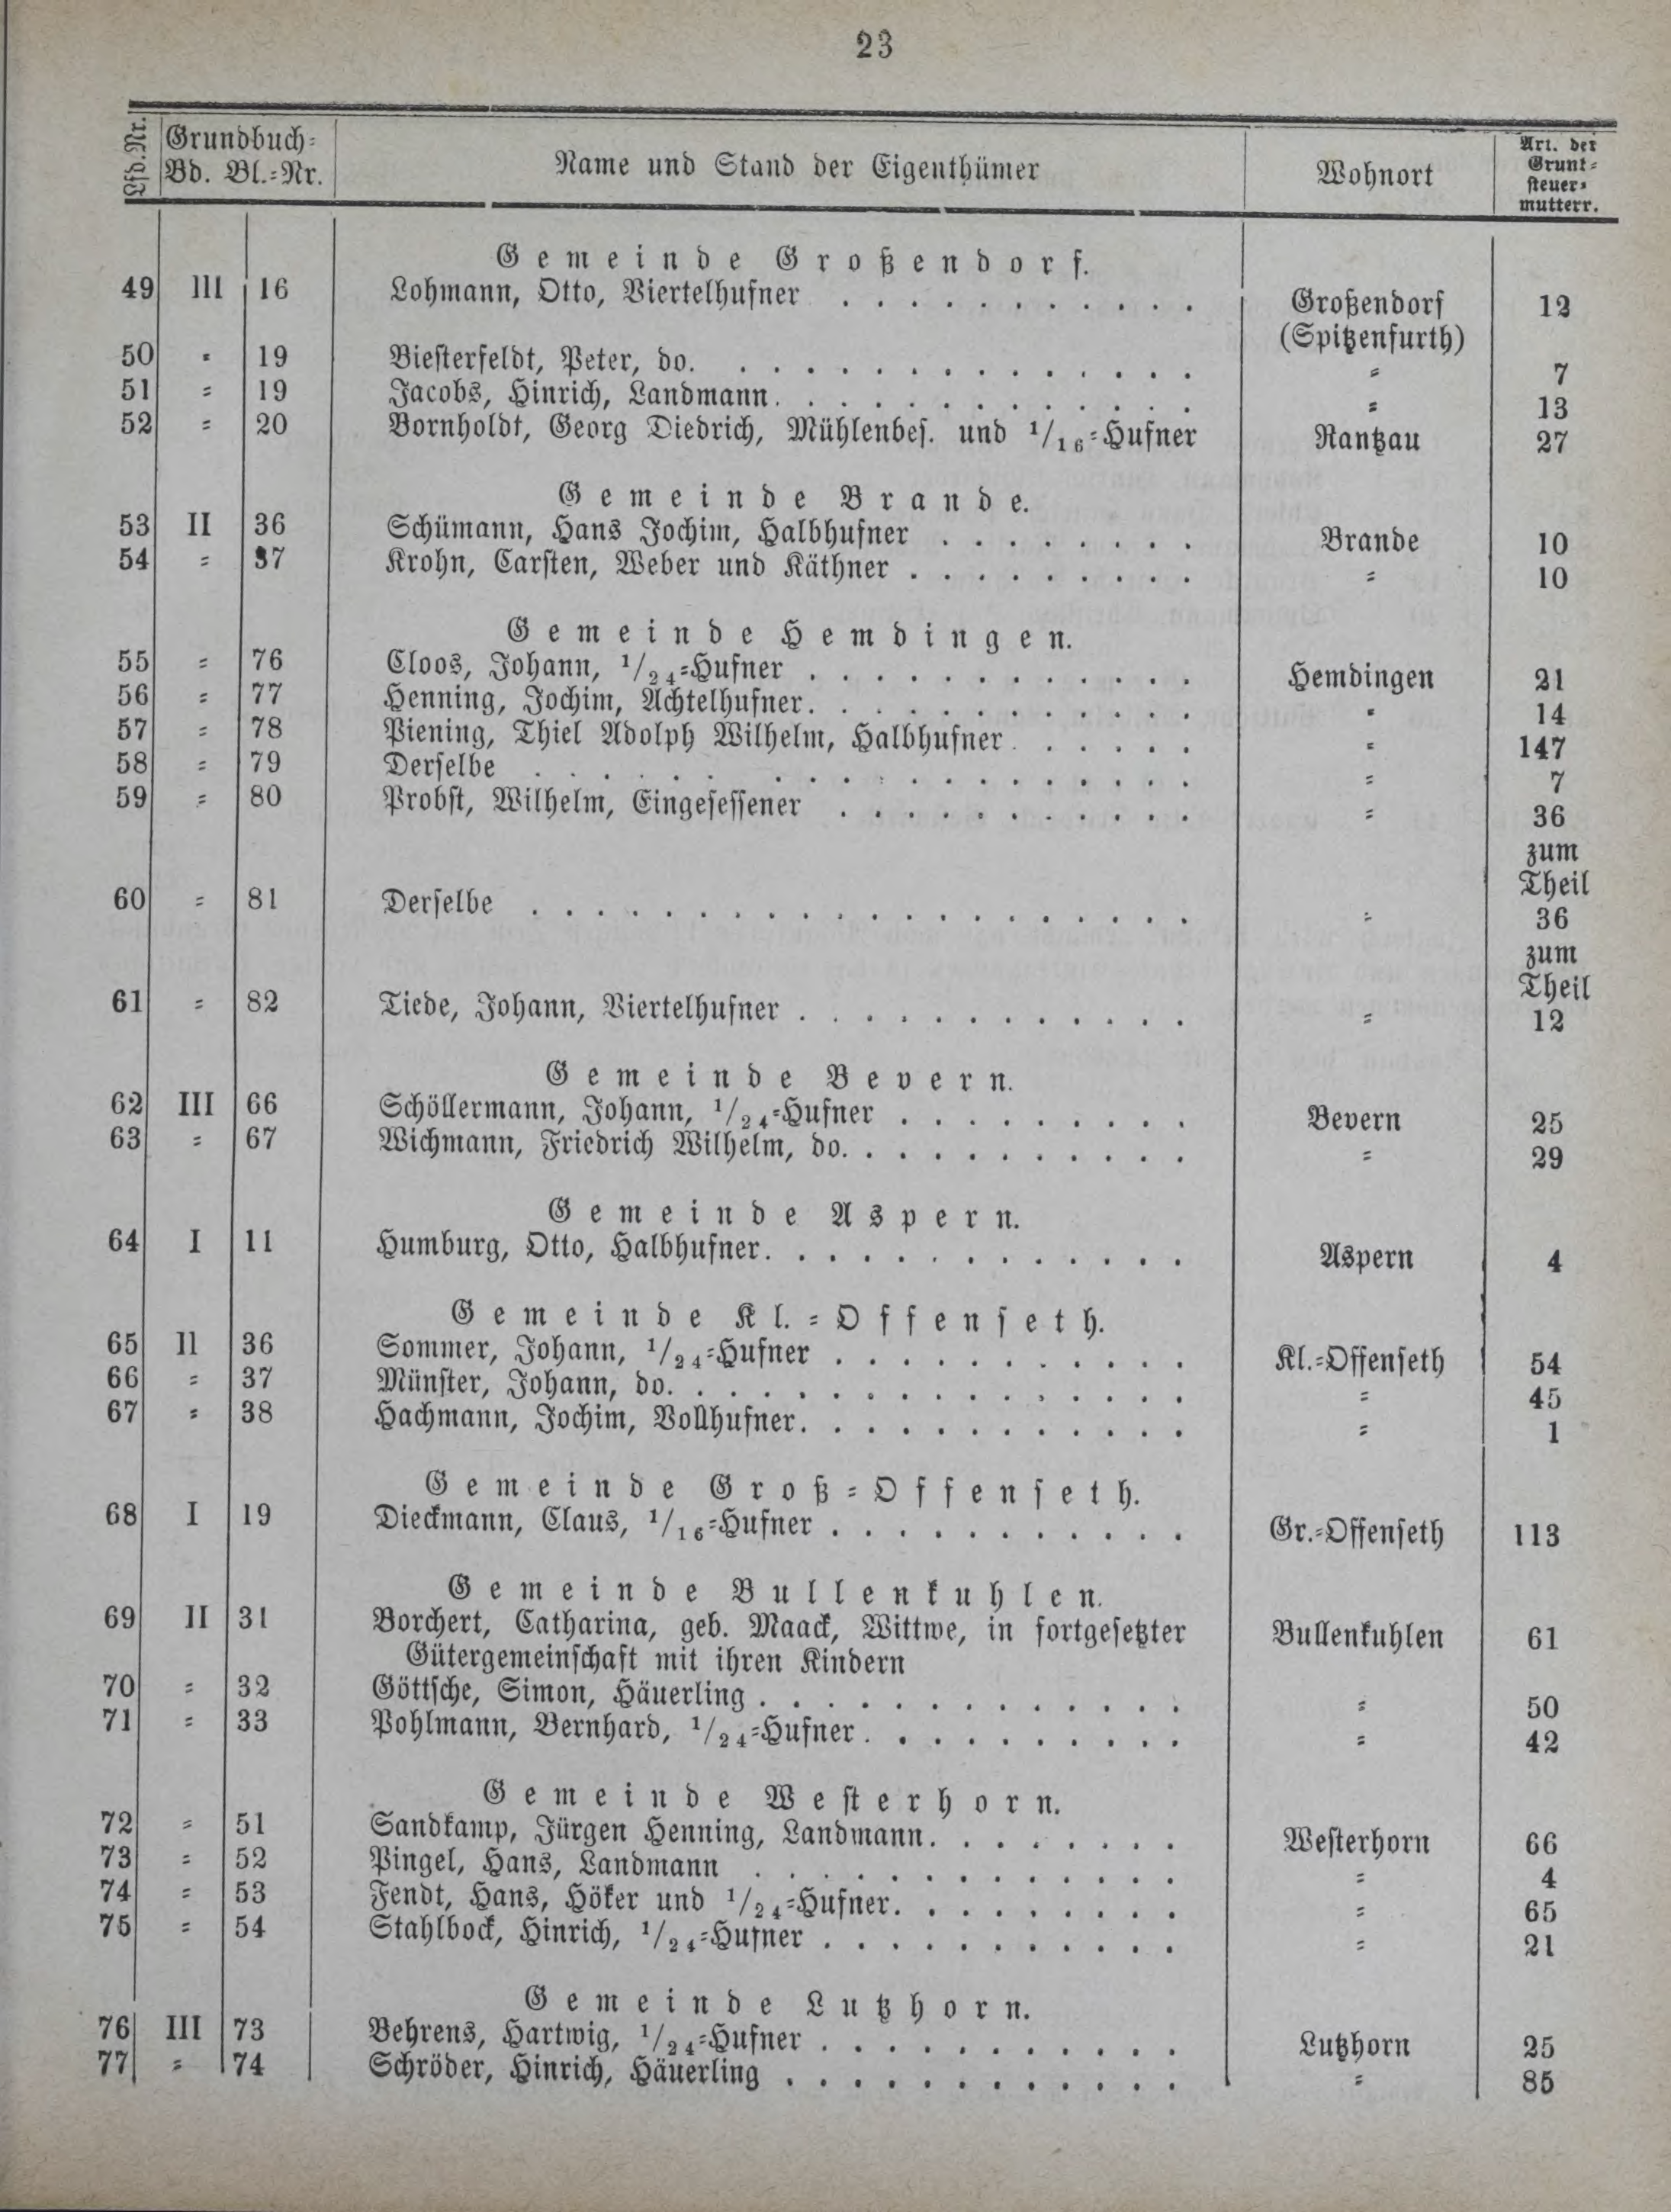 23
Lfd. Nr. Grundbuch= Bd. Bl.=Nr. Name und Stand der Eigenthümer Wohnort Art. der Grunt= steuer= mutterr.
Gemeinde Großendorf.
49 III 16 Lohmann, Otto, Viertelhufner . . . . . . . . . . . Großendorf 12
(Spitzenfurth)
50 = 19 Biesterfeldt, Peter, do. . . . . . . . . . . . . . . = 7
51 = 19 Jacobs, Hinrich, Landmann. . . . . . . . . . . . . = 13
52 = 20 Bornholdt, Georg Diedrich, Mühlenbes. und 1/16=Hufner Rantzau 27
Gemeinde Brande.
53 II 36 Schümann, Hans Jochim, Halbhufner . . . . . . . . Brande 10
54 = 37 Krohn, Carsten, Weber und Käthner . . . . . . . . . = 10
Gemeinde Hemdingen.
55 = 76 Cloos, Johann, 1/24=Hufner . . . . . . . . . . . . Hemdingen 21
56 = 77 Henning, Jochim, Achtelhufner. . . . . . . . . . . . = 14
57 = 78 Piening, Thiel Adolph Wilhelm, Halbhufner . . . . . . = 147
58 = 79 Derselbe . . . . . . . . . . . . . . . . . . . = 7
59 = 80 Probst, Wilhelm, Eingesessener . . . . . . . . . . . = 36
zum
Theil
60 = 81 Derselbe . . . . . . . . . . . . . . . . . . . . = 36
zum
Theil
61 = 82 Tiede, Johann, Viertelhufner . . . . . . . . . . . . = 12
Gemeinde Bevern.
62 III 66 Schöllermann, Johann, 1/24=Hufner . . . . . . . . . Bevern 25
63 = 67 Wichmann, Friedrich Wilhelm, do. . . . . . . . . . . = 29
Gemeinde Aspern.
64 I 11 Humburg, Otto, Halbhufner. . . . . . . . . . . . . Aspern 4
Gemeinde Kl.=Offenseth.
65 II 36 Sommer, Johann, 1/24=Hufner . . . . . . . . . . . Kl.=Offenseth 54
66 = 37 Münster, Johann, do. . . . . . . . . . . . . . . . = 45
67 = 38 Hachmann, Jochim, Vollhufner. . . . . . . . . . . . = 1
Gemeinde Groß=Offenseth.
68 I 19 Dieckmann, Claus, 1/16=Hufner . . . . . . . . . . . Gr.=Offenseth 113
Gemeinde Bullenkuhlen.
69 II 31 Borchert, Catharina, geb. Maack, Wittwe, in fortgesetzter Bullenkuhlen 61
Gütergemeinschaft mit ihren Kindern
70 = 32 Göttsche, Simon, Häuerling . . . . . . . . . . . . . = 50
71 = 33 Pohlmann, Bernhard, 1/24=Hufner . . . . . . . . . . = 42
Gemeinde Westerhorn.
72 = 51 Sandkamp, Jürgen Henning, Landmann. . . . . . . . Westerhorn 66
73 = 52 Pingel, Hans, Landmann . . . . . . . . . . . . . = 4
74 = 53 Fendt, Hans, Höker und 1/24=Hufner. . . . . . . . . = 65
75 = 54 Stahlbock, Hinrich, 1/24=Hufner . . . . . . . . . . . = 21
Gemeinde Lutzhorn.
76 III 73 Behrens, Hartwig, 1/24=Hufner . . . . . . . . . . . Lutzhorn 25
77 = 74 Schröder, Hinrich, Häuerling . . . . . . . . . . . . = 85